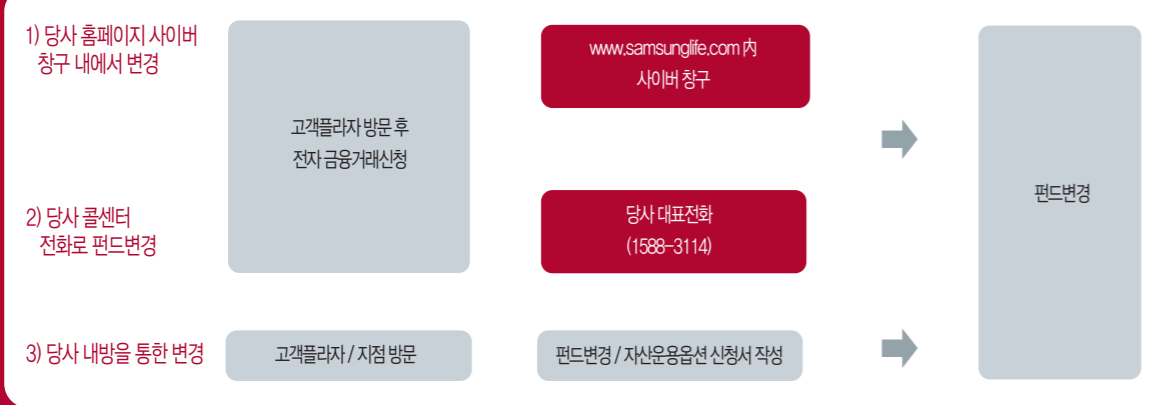 1) 당사 홈페이지 사이버
창구 내에서 변경
고객플라자 방문 후
전자 금융거래신청
www.samsunglife.com 內
사이버 창구
2) 당사 콜센터
전화로 펀드변경
당사 대표전화
(1588-3114)
펀드변경
3) 당사 내방을 통한 변경
고객플라자 / 지점 방문
펀드변경 / 자산운용옵션 신청서 작성